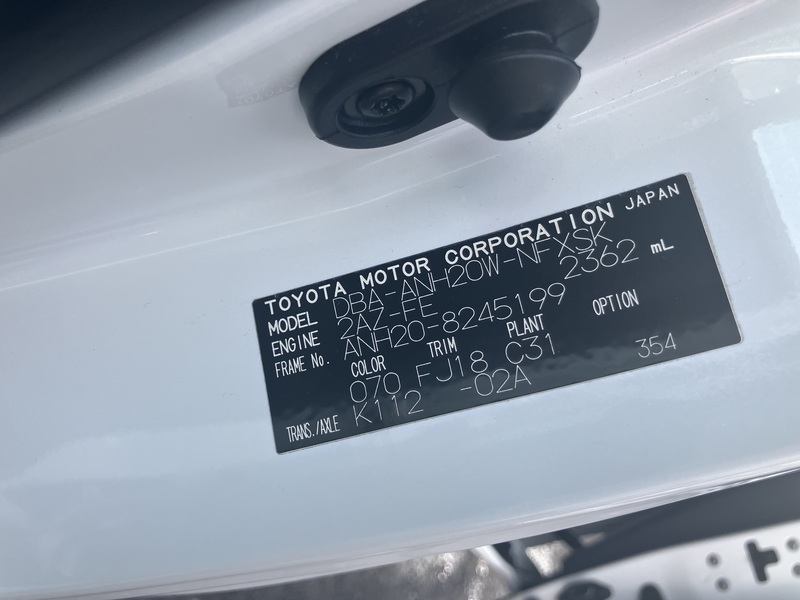 TOYOTA MOTOR CORPORATION JAPAN
MODEL DBA-ANH20W-NFXSK
ENGINE 2AZ-FE 2362 mL
FRAME No. ANH20-8245199
COLOR TRIM PLANT OPTION
070 FJ18 C31
TRANS./AXLE K112 -02A 354